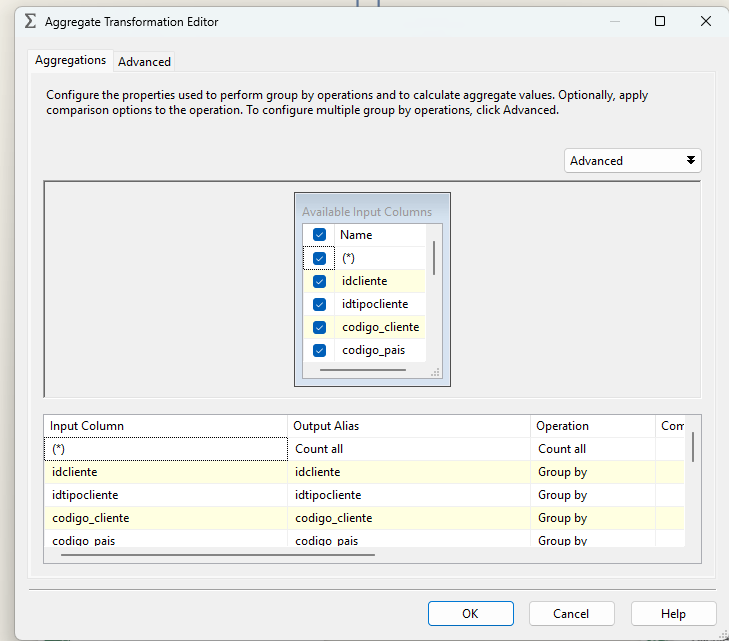 Aggregate Transformation Editor
Aggregations Advanced
Configure the properties used to perform group by operations and to calculate aggregate values. Optionally, apply
comparison options to the operation. To configure multiple group by operations, click Advanced.
Advanced
Available Input Columns
Name
(*)
idcliente
idtipocliente
codigo_cliente
codigo_pais
Input Column Output Alias Operation Com
(*) Count all Count all
idcliente idcliente Group by
idtipocliente idtipocliente Group by
codigo_cliente codigo_cliente Group by
codigo_pais codigo_pais Group by
OK Cancel Help